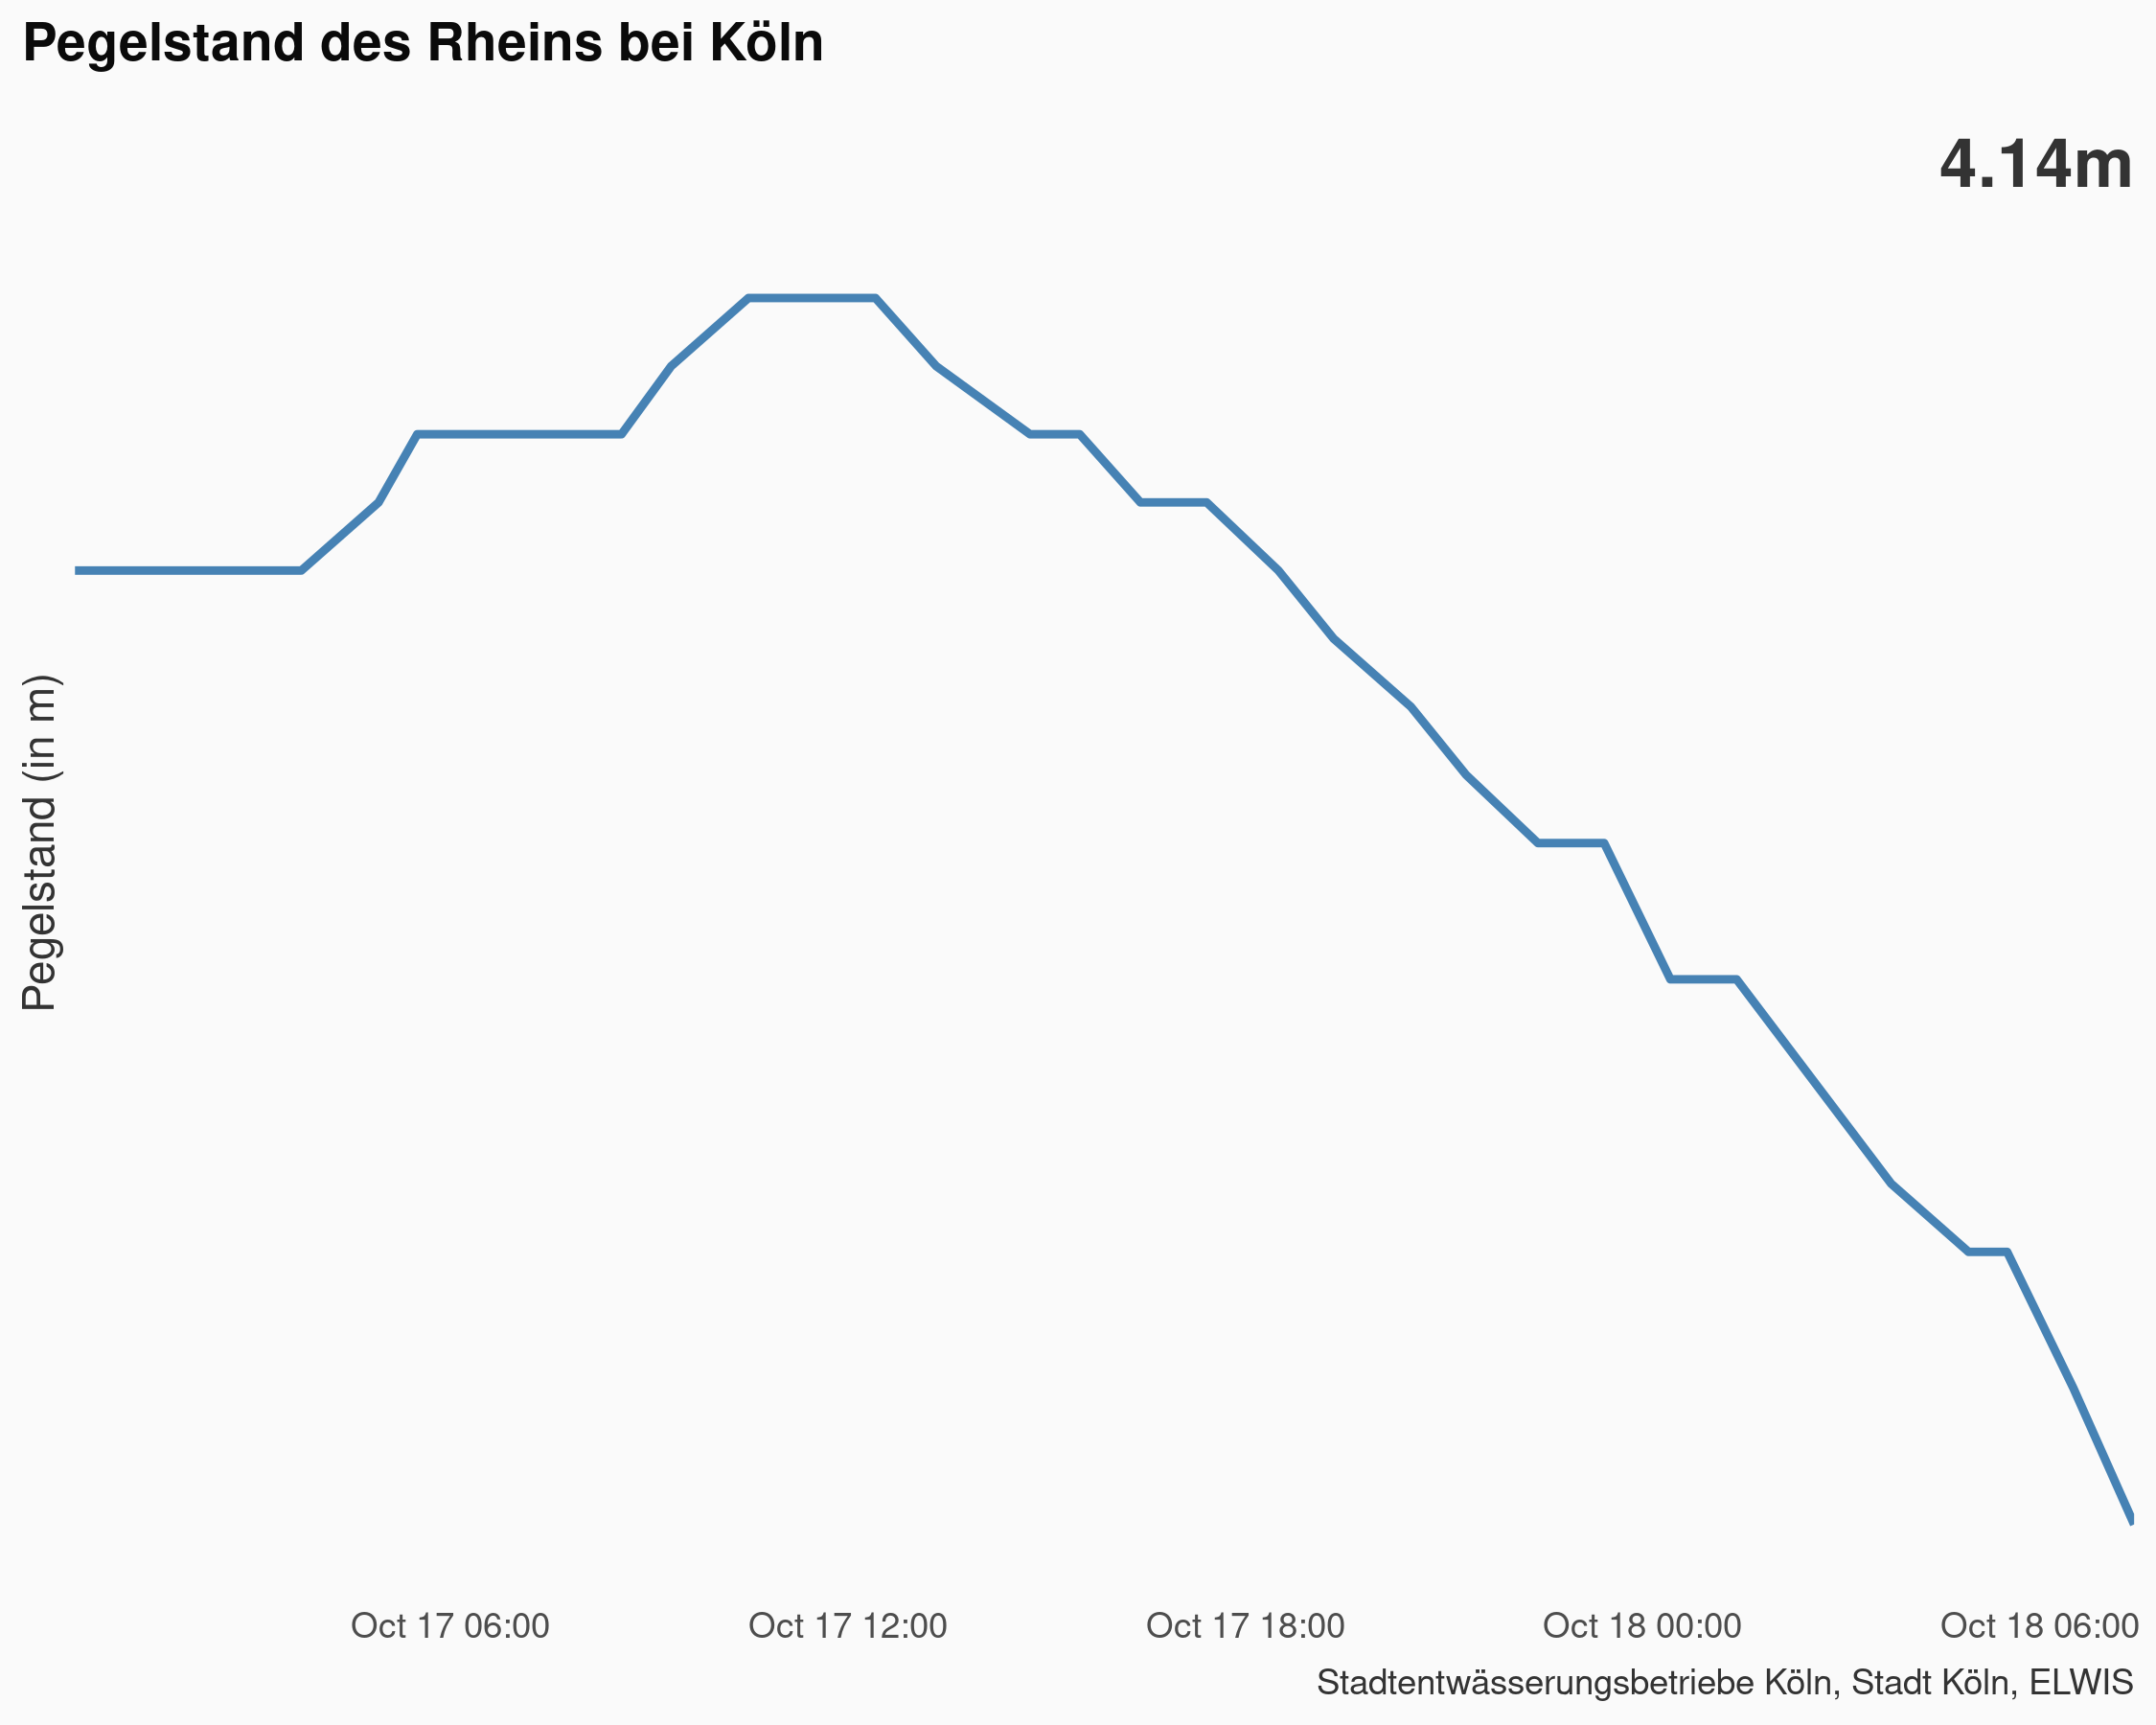 Pegelstand des Rheins bei Köln
4.14m
Pegelstand (in m)
Oct 17 06:00 Oct 17 12:00 Oct 17 18:00 Oct 18 00:00 Oct 18 06:00
Stadtentwässerungsbetriebe Köln, Stadt Köln, ELWIS